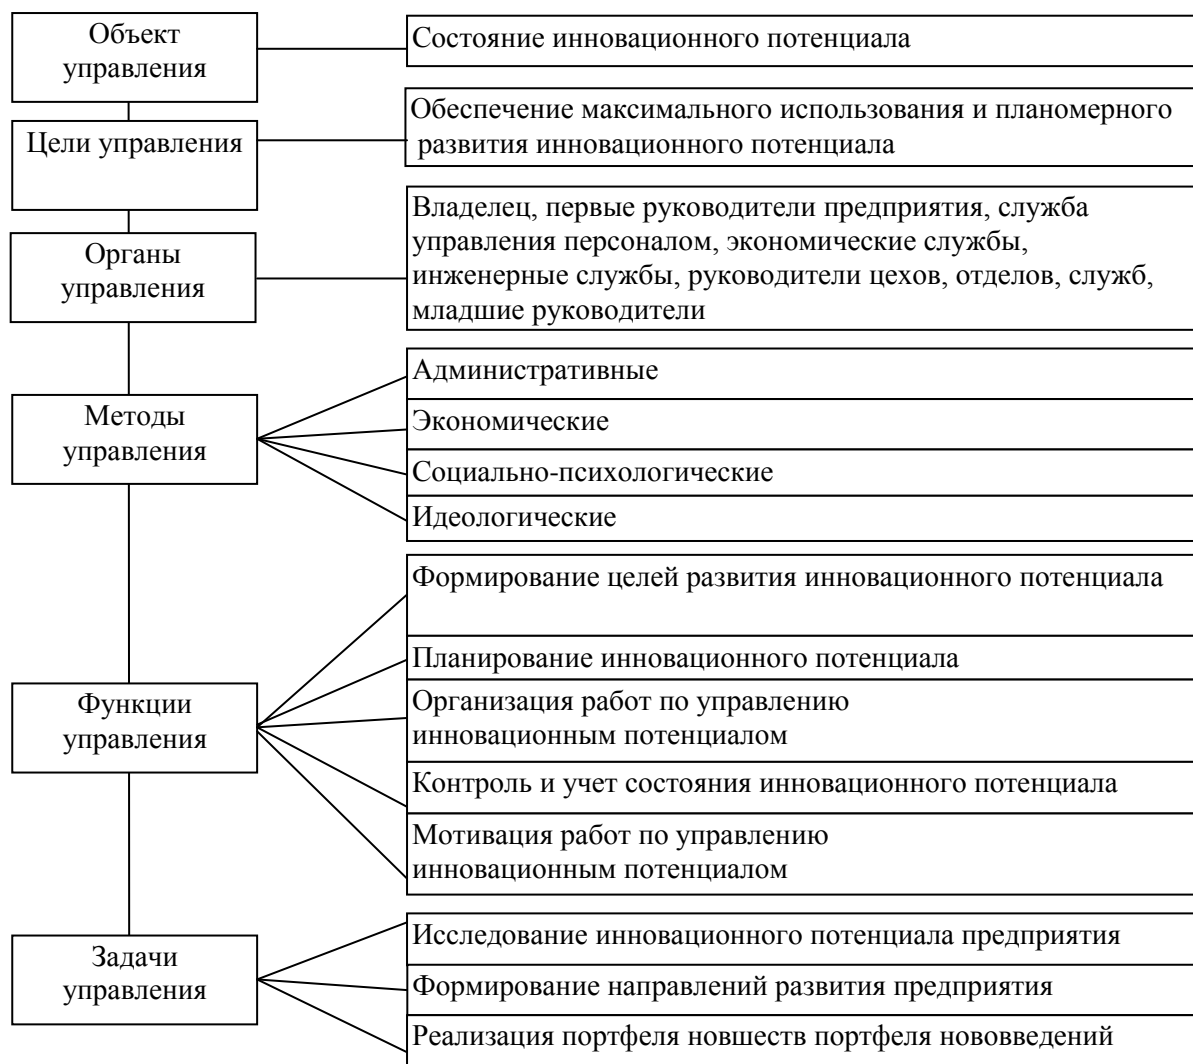 Объект
управления
Состояние инновационного потенциала
Цели управления
Обеспечение максимального использования и планомерного
развития инновационного потенциала
Органы
управления
Владелец, первые руководители предприятия, служба
управления персоналом, экономические службы,
инженерные службы, руководители цехов, отделов, служб,
младшие руководители
Методы
управления
Административные
Экономические
Социально-психологические
Идеологические
Функции
управления
Формирование целей развития инновационного потенциала
Планирование инновационного потенциала
Организация работ по управлению
инновационным потенциалом
Контроль и учет состояния инновационного потенциала
Мотивация работ по управлению
инновационным потенциалом
Задачи
управления
Исследование инновационного потенциала предприятия
Формирование направлений развития предприятия
Реализация портфеля новшеств портфеля нововведений